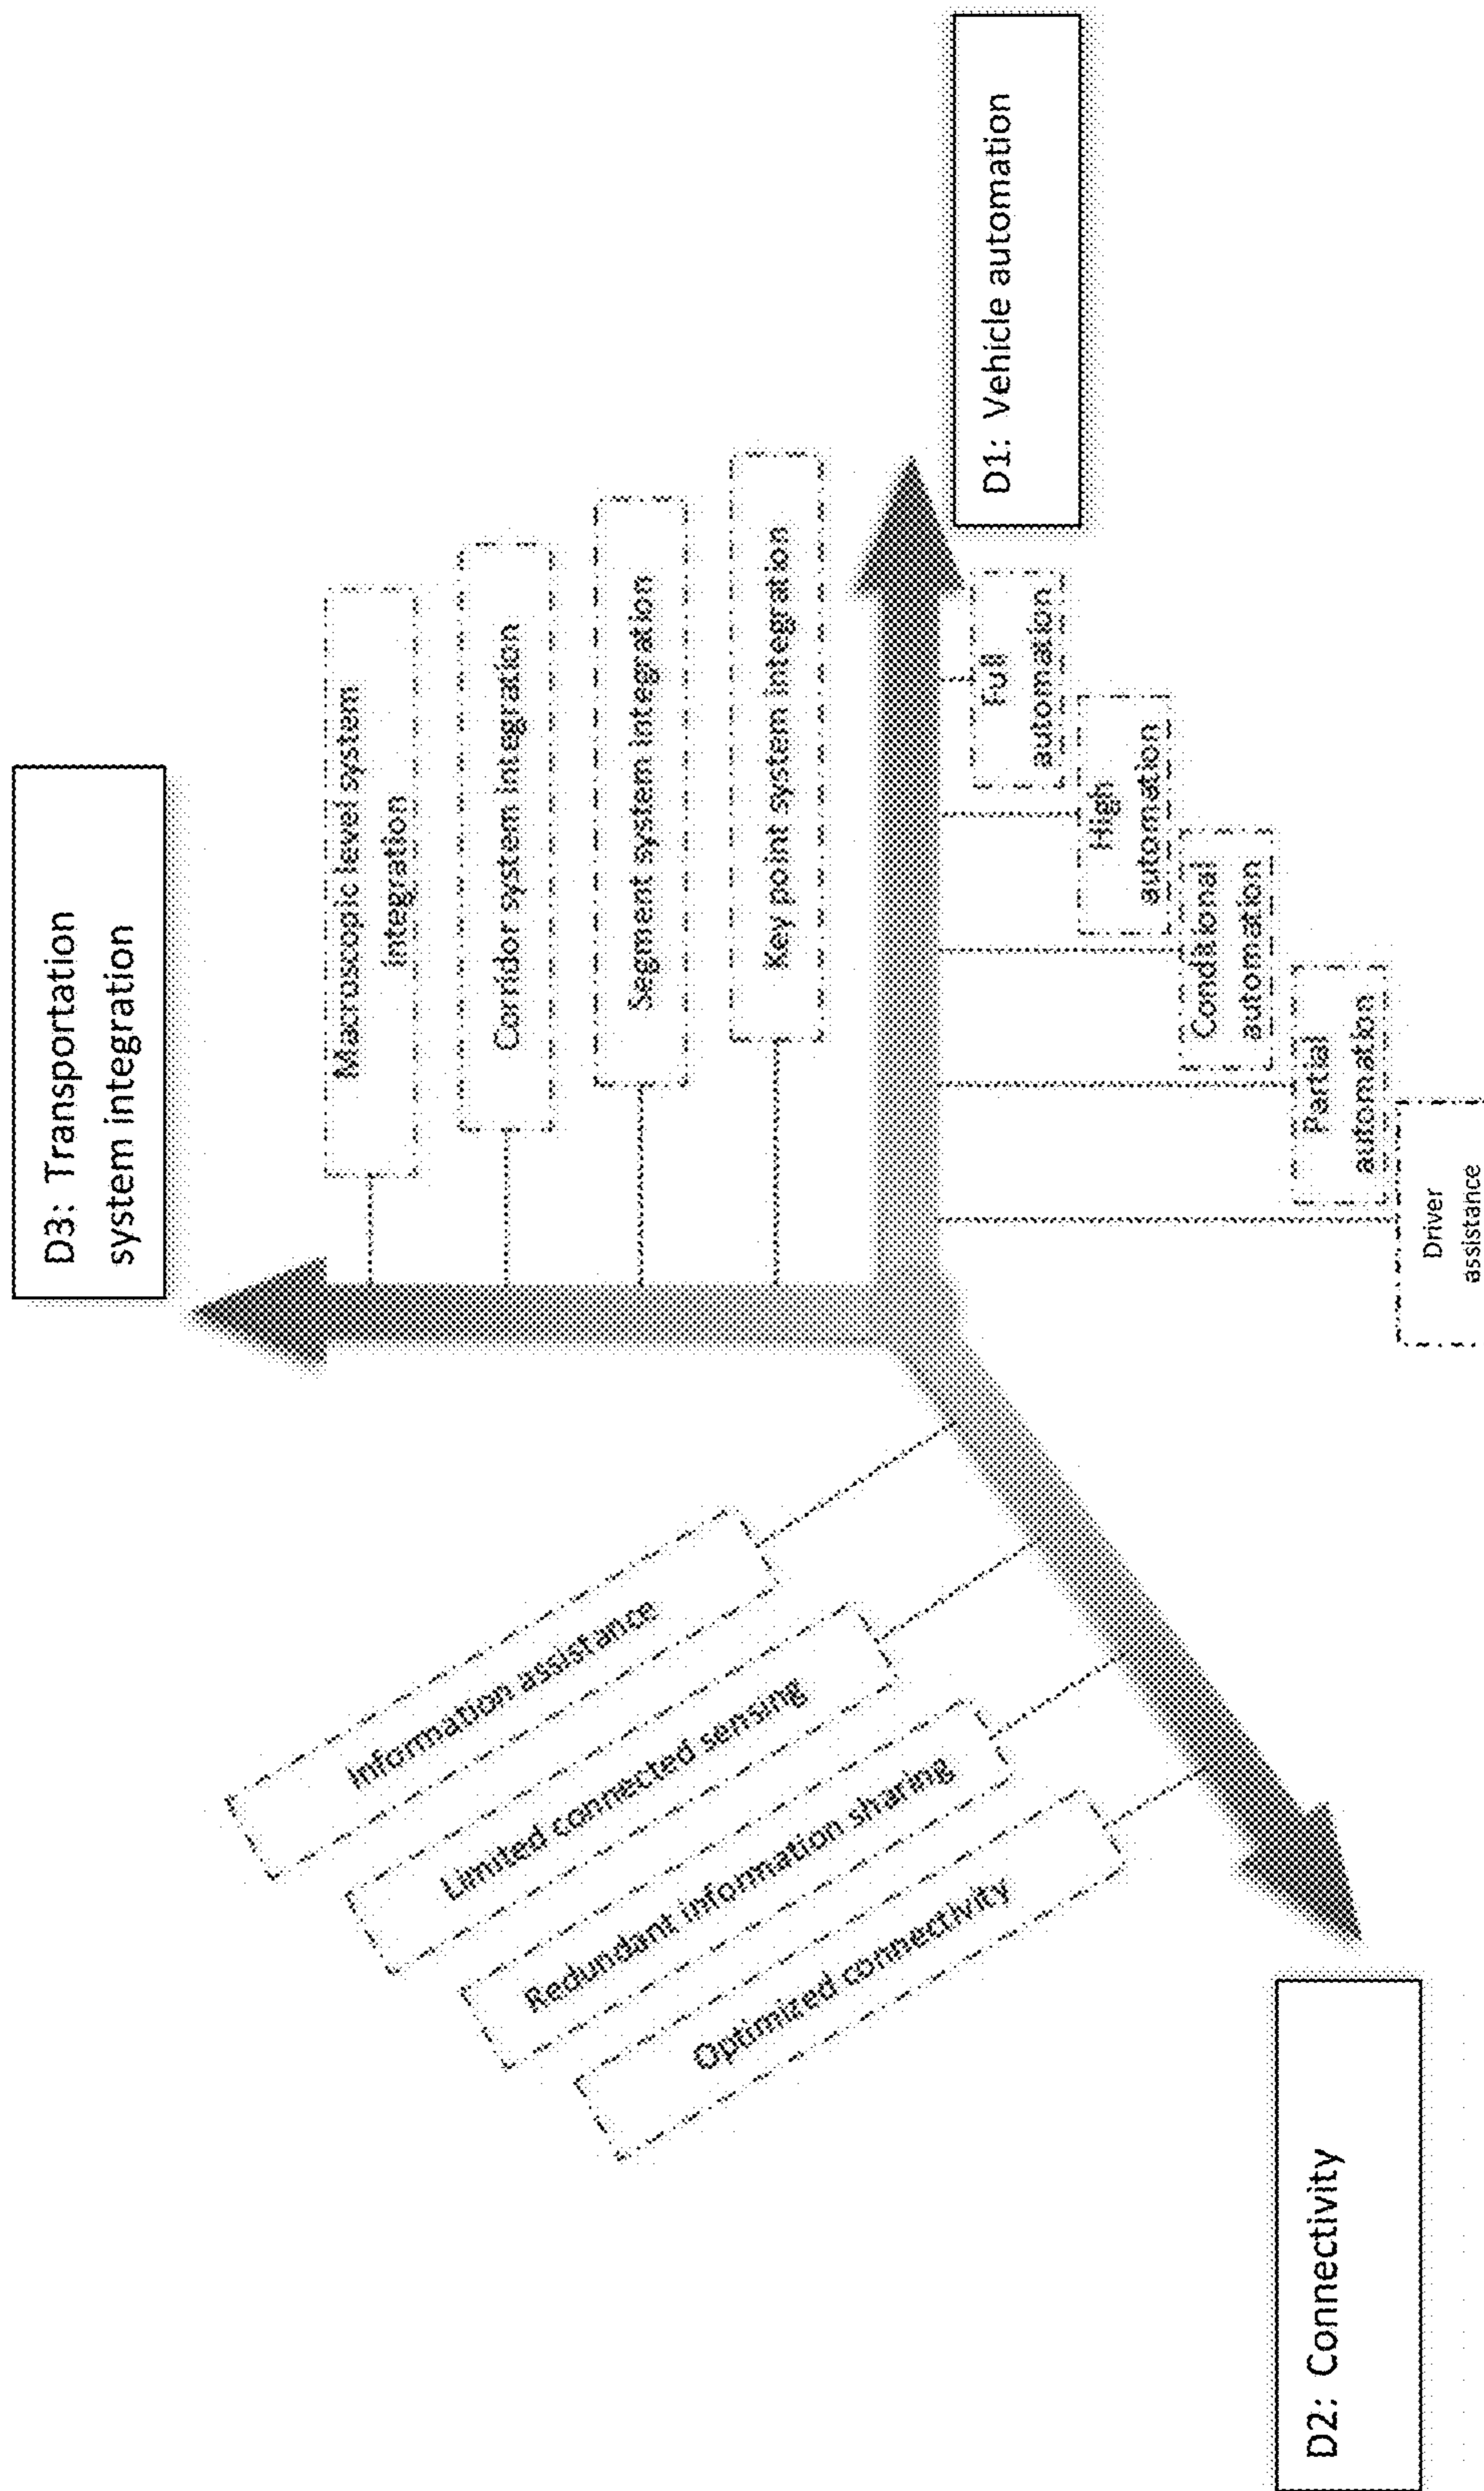 D3: Transportation
system integration
Macroscopic level system
integration
Corridor system integration
Segment system integration
Key point system integration
D1: Vehicle automation
Full
automation
High
automation
Conditional
automation
Partial
automation
Driver
assistance
Information assistance
Limited connected sensing
Redundant information sharing
Optimized connectivity
D2: Connectivity